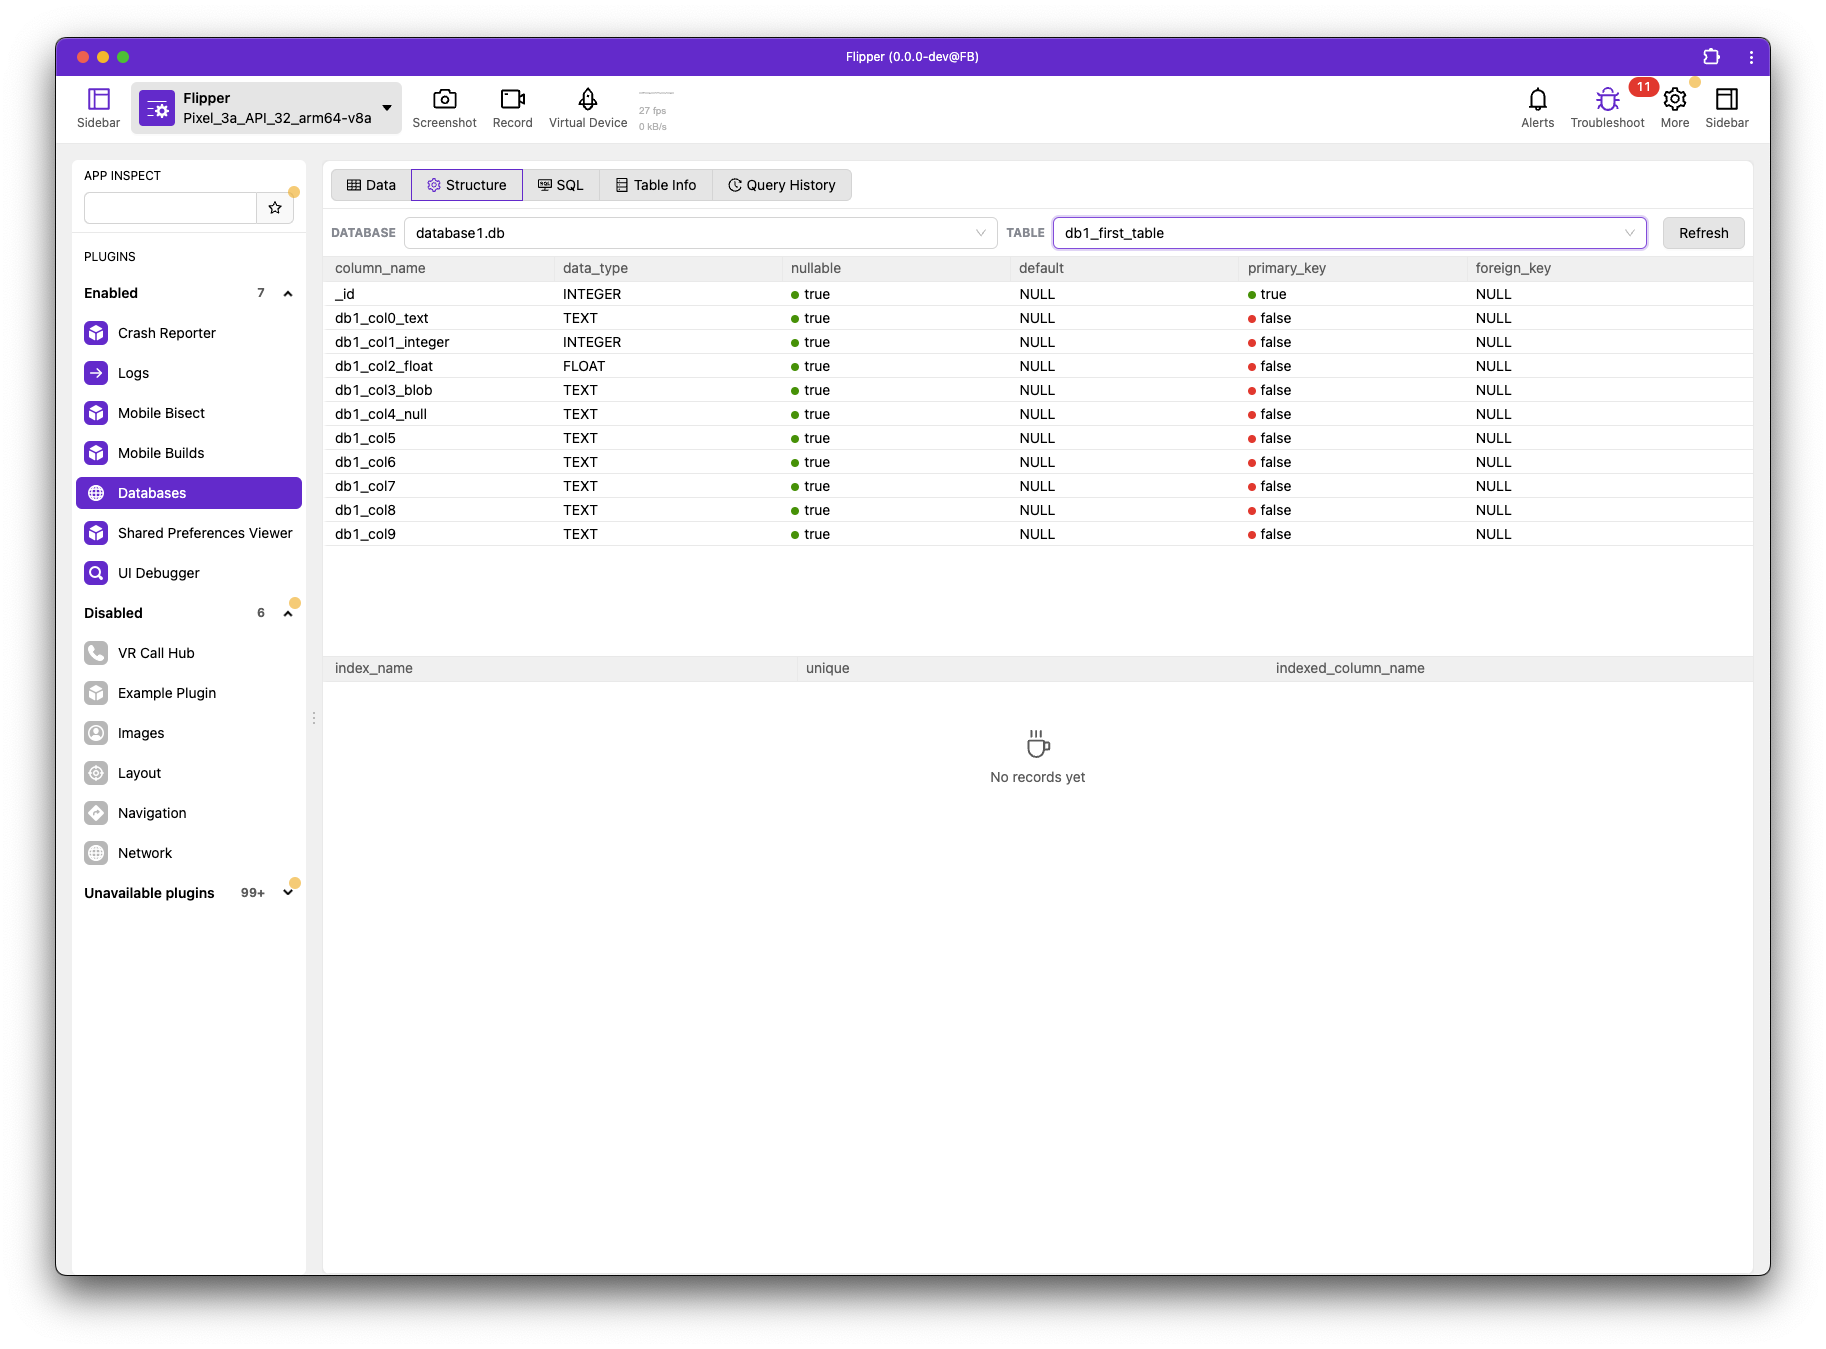 Flipper (0.0.0-dev@FB)
Sidebar
Flipper
Pixel_3a_API_32_arm64-v8a
Screenshot
Record
Virtual Device
27 fps
0 kB/s
Alerts
Troubleshoot
11
More
Sidebar
APP INSPECT
PLUGINS
Enabled 7
Crash Reporter
Logs
Mobile Bisect
Mobile Builds
Databases
Shared Preferences Viewer
UI Debugger
Disabled 6
VR Call Hub
Example Plugin
Images
Layout
Navigation
Network
Unavailable plugins 99+
Data Structure SQL Table Info Query History
DATABASE database1.db TABLE db1_first_table Refresh
column_name data_type nullable default primary_key foreign_key
_id INTEGER true NULL true NULL
db1_col0_text TEXT true NULL false NULL
db1_col1_integer INTEGER true NULL false NULL
db1_col2_float FLOAT true NULL false NULL
db1_col3_blob TEXT true NULL false NULL
db1_col4_null TEXT true NULL false NULL
db1_col5 TEXT true NULL false NULL
db1_col6 TEXT true NULL false NULL
db1_col7 TEXT true NULL false NULL
db1_col8 TEXT true NULL false NULL
db1_col9 TEXT true NULL false NULL
index_name unique indexed_column_name
No records yet